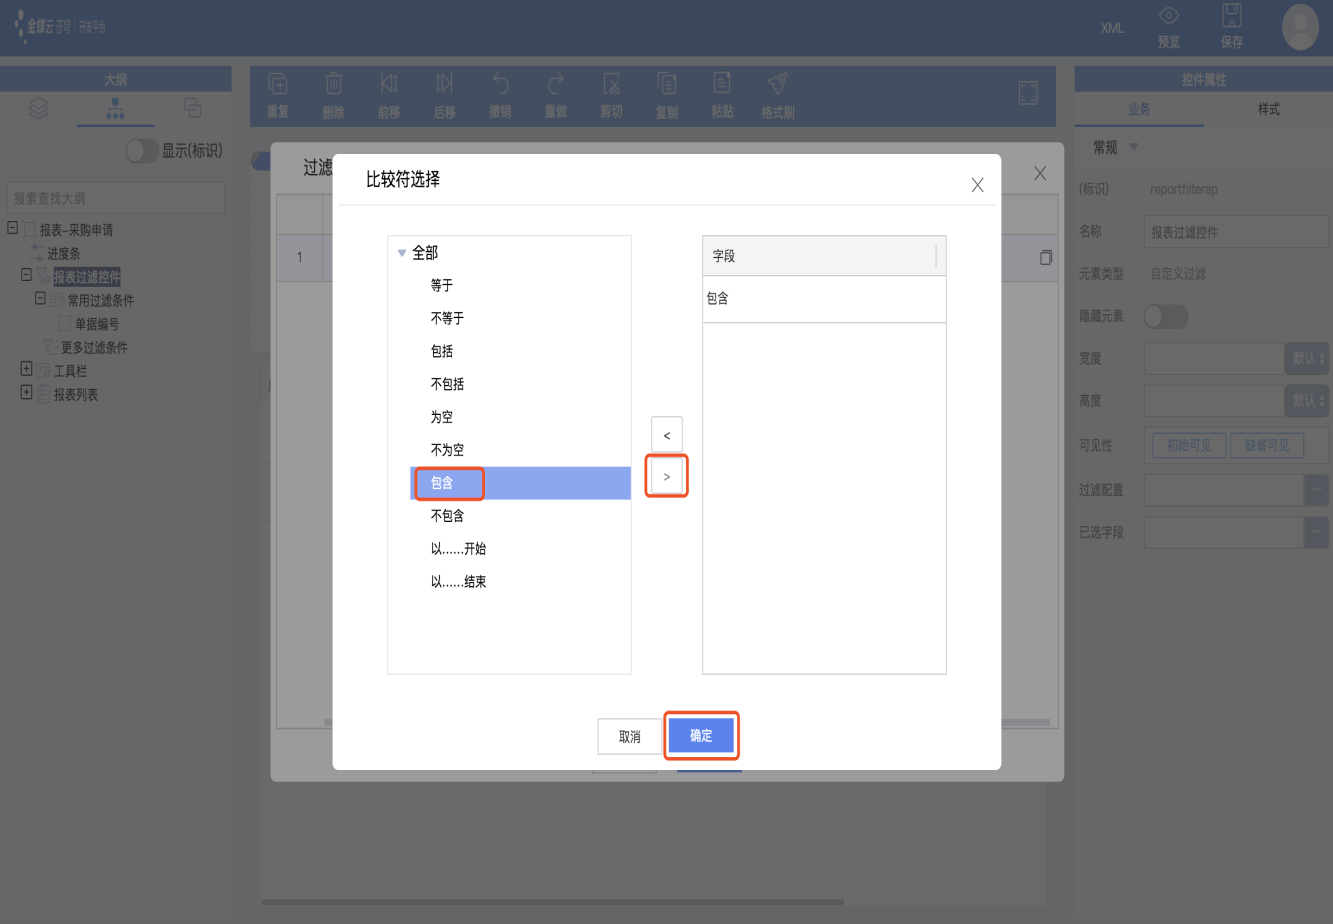 金蝶云 苍穹 | 开发平台
XML
预览
保存
大纲
显示(标识)
搜索查找大纲
报表-采购申请
进度条
报表过滤控件
常用过滤条件
单据编号
更多过滤条件
工具栏
报表列表
重复
删除
前移
后移
撤销
重做
剪切
复制
粘贴
格式刷
过滤
1
比较符选择
全部
等于
不等于
包括
不包括
为空
不为空
包含
不包含
以......开始
以......结束
<
>
字段
包含
取消
确定
控件属性
业务
样式
常规
(标识)
reportfilterap
名称
报表过滤控件
元素类型
自定义过滤
隐藏元素
宽度
默认
高度
默认
可见性
初始可见
缺省可见
过滤配置
...
已选字段
...